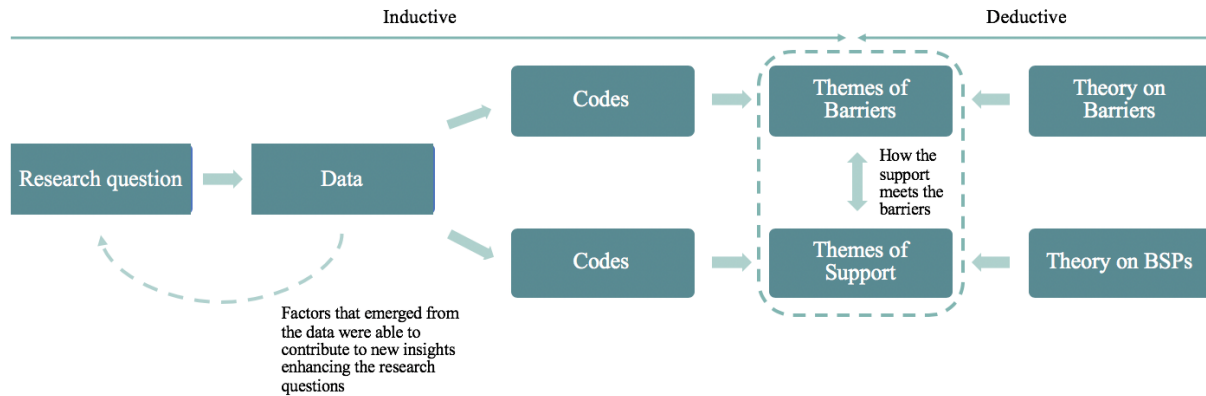 Inductive
Deductive
Research question
Data
Codes
Themes of
Barriers
Theory on
Barriers
How the
support
meets the
barriers
Codes
Themes of
Support
Theory on BSPs
Factors that emerged from
the data were able to
contribute to new insights
enhancing the research
questions